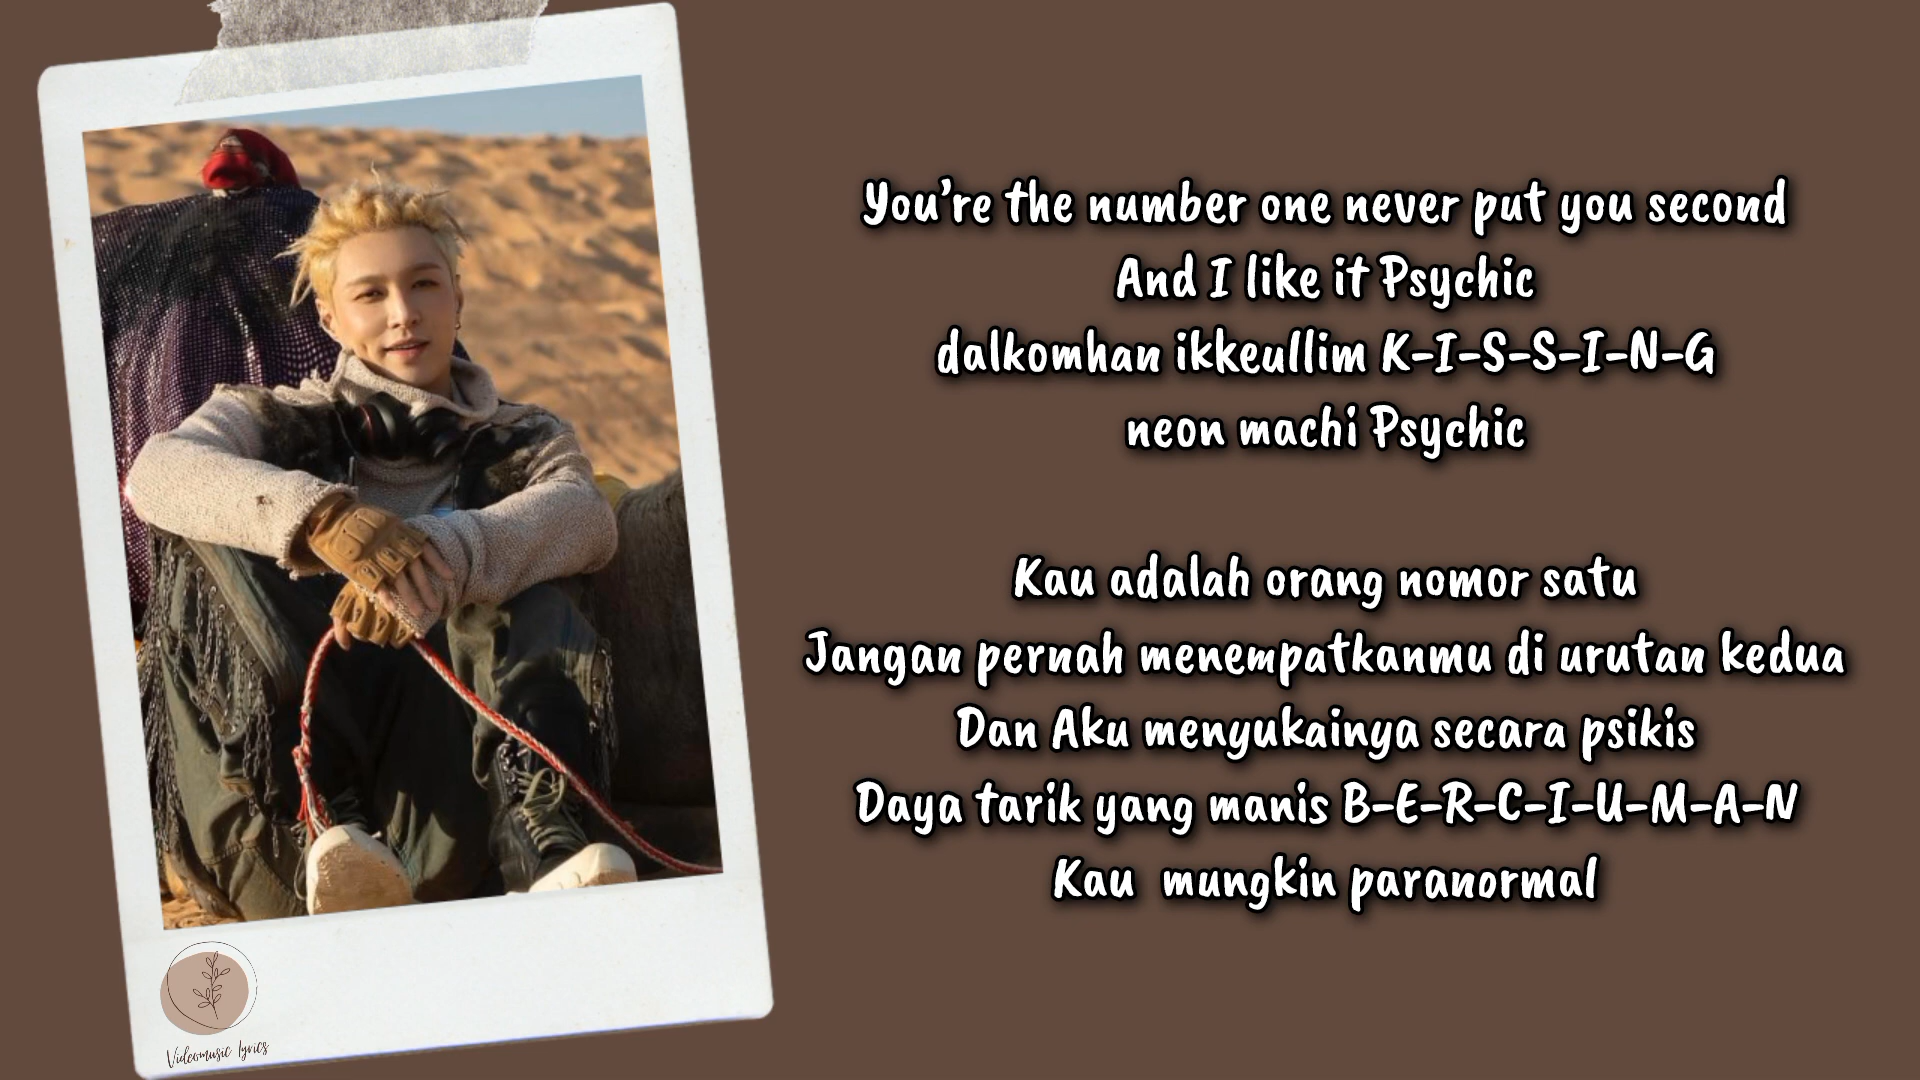 You're the number one never put you second
And I like it Psychic
dalkomhan ikkeullim K-I-S-S-I-N-G
neon machi Psychic
Kau adalah orang nomor satu
Jangan pernah menempatkanmu di urutan kedua
Dan Aku menyukainya secara psikis
Daya tarik yang manis B-E-R-C-I-U-M-A-N
Kau mungkin paranormal
Videomusic lyrics